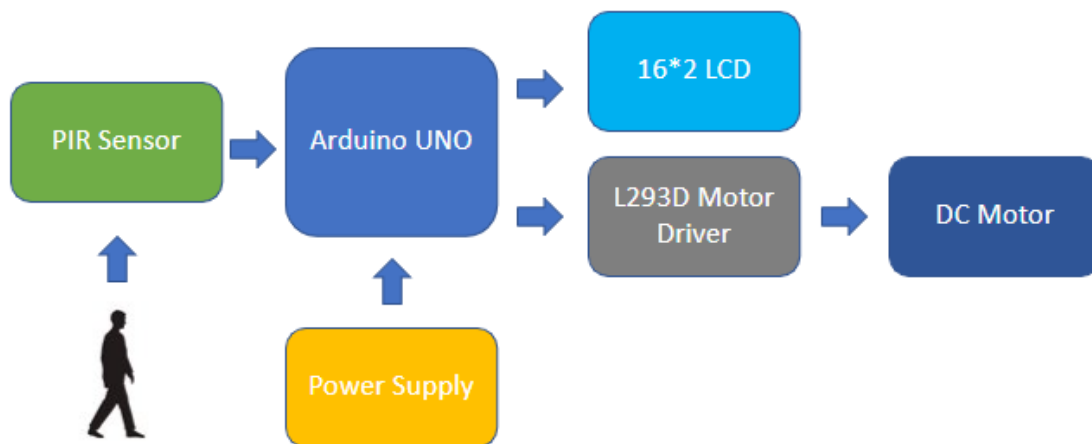 16*2 LCD
PIR Sensor
Arduino UNO
L293D Motor
Driver
DC Motor
Power Supply